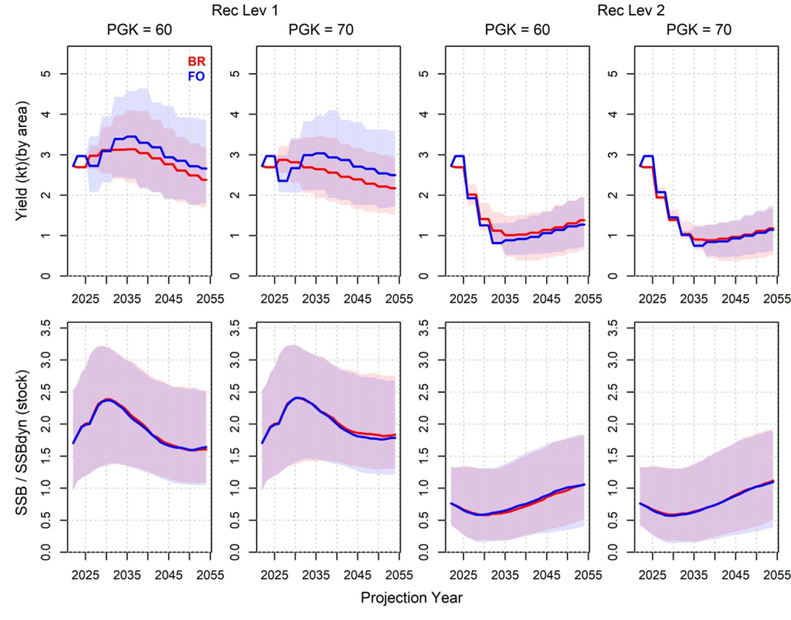 Rec Lev 1 Rec Lev 2
PGK = 60 PGK = 70 PGK = 60 PGK = 70
BR
FO
Yield (kt)(by area)
5 4 3 2 1 0
5 4 3 2 1 0
5 4 3 2 1 0
5 4 3 2 1 0
2025 2035 2045 2055 2025 2035 2045 2055 2025 2035 2045 2055 2025 2035 2045 2055
SSB / SSBdyn (stock)
3.5 3.0 2.5 2.0 1.5 1.0 0.5 0.0
3.5 3.0 2.5 2.0 1.5 1.0 0.5 0.0
3.5 3.0 2.5 2.0 1.5 1.0 0.5 0.0
3.5 3.0 2.5 2.0 1.5 1.0 0.5 0.0
2025 2035 2045 2055 2025 2035 2045 2055 2025 2035 2045 2055 2025 2035 2045 2055
Projection Year